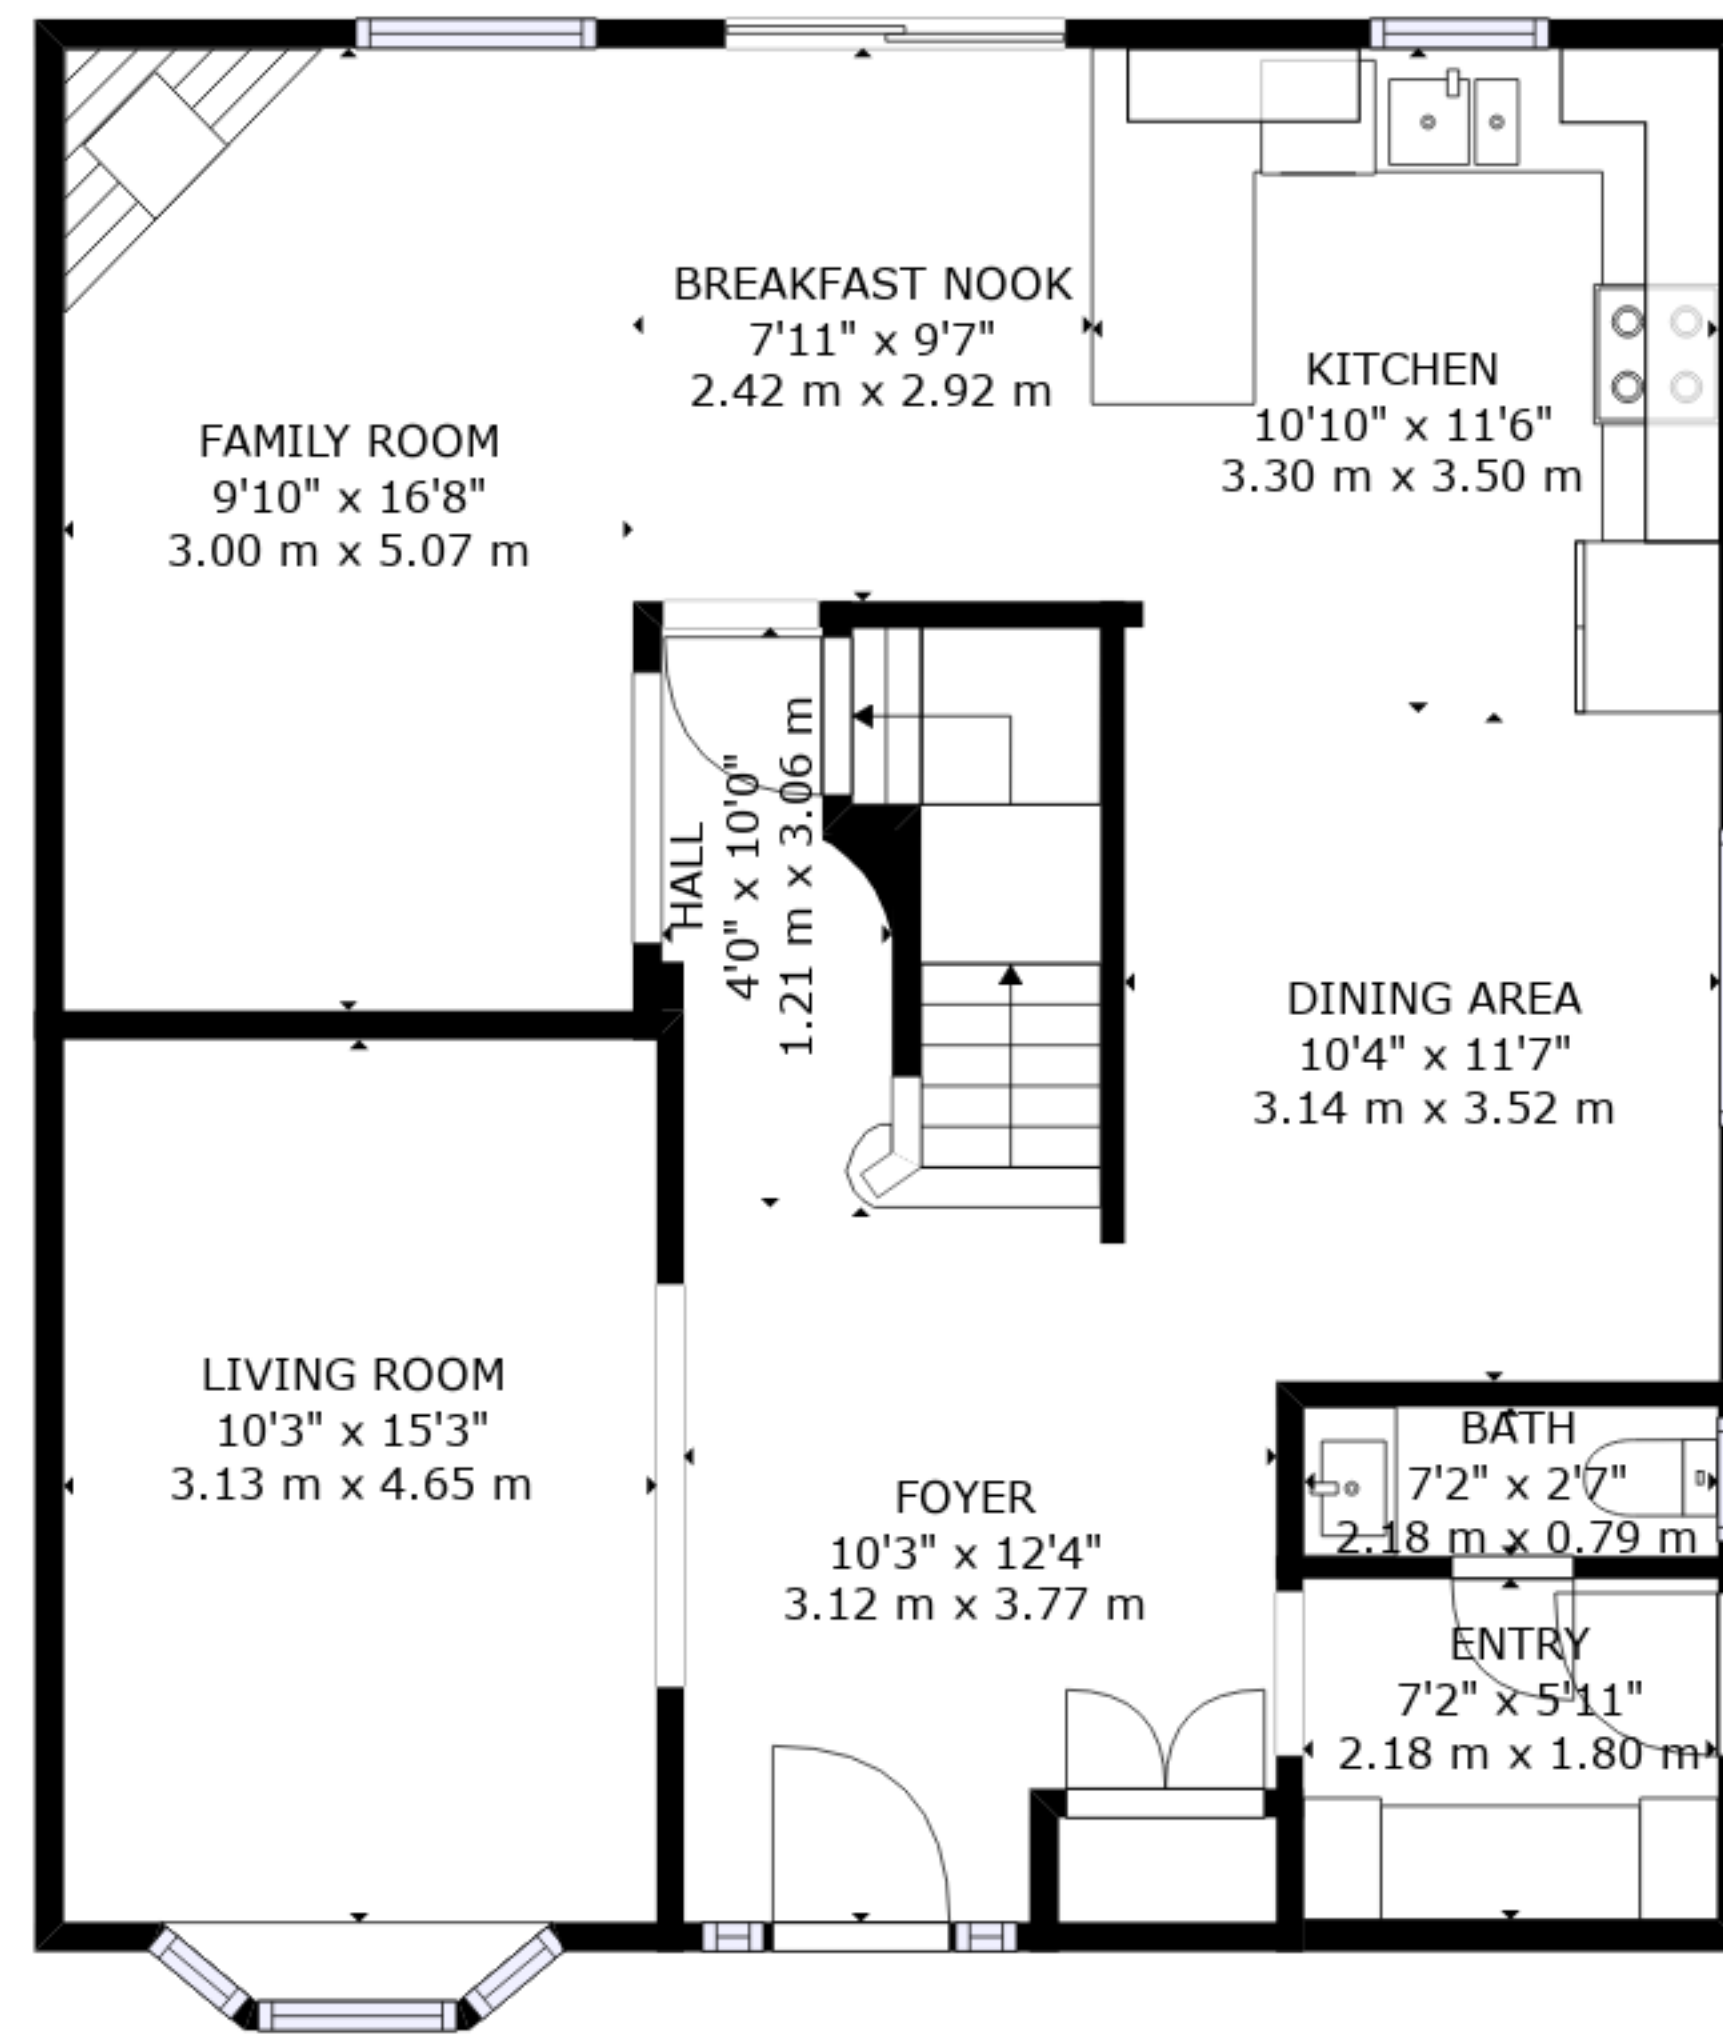 BREAKFAST NOOK
7'11" x 9'7"
2.42 m x 2.92 m
KITCHEN
10'10" x 11'6"
3.30 m x 3.50 m
FAMILY ROOM
9'10" x 16'8"
3.00 m x 5.07 m
HALL
4'0" x 10'0"
1.21 m x 3.06 m
DINING AREA
10'4" x 11'7"
3.14 m x 3.52 m
LIVING ROOM
10'3" x 15'3"
3.13 m x 4.65 m
FOYER
10'3" x 12'4"
3.12 m x 3.77 m
BATH
7'2" x 2'7"
2.18 m x 0.79 m
ENTRY
7'2" x 5'11"
2.18 m x 1.80 m